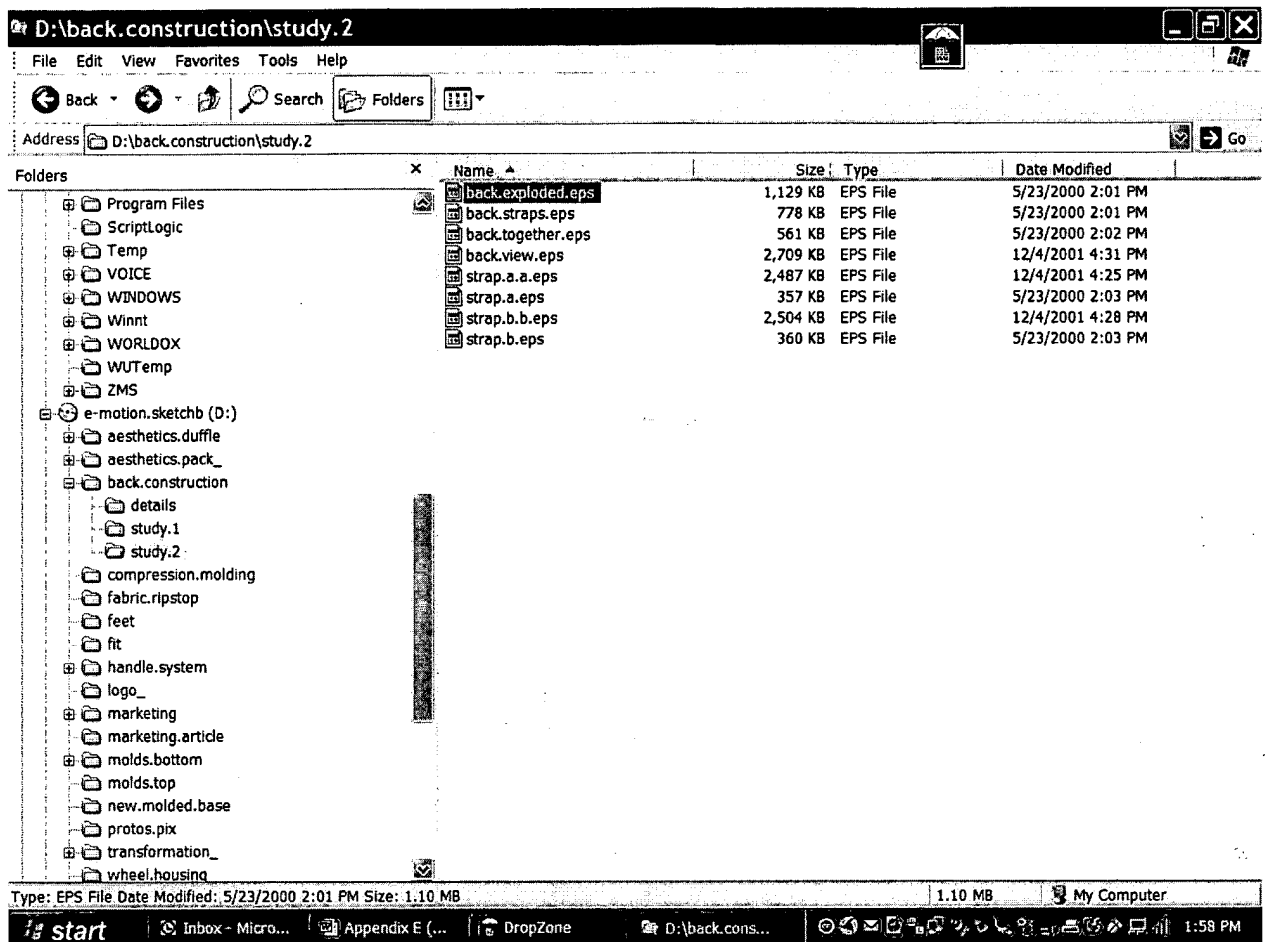 D:\back.construction\study.2
File Edit View Favorites Tools Help
Back Search Folders
Address D:\back.construction\study.2 Go
Folders x
Program Files
ScriptLogic
Temp
VOICE
WINDOWS
Winnt
WORLDOX
WUTemp
ZMS
e-motion.sketchb (D:)
aesthetics.duffle
aesthetics.pack_
back.construction
details
study.1
study.2
compression.molding
fabric.ripstop
feet
fit
handle.system
logo_
marketing
marketing.article
molds.bottom
molds.top
new.molded.base
protos.pix
transformation_
wheel.housing
Name Size Type Date Modified
back.exploded.eps 1,129 KB EPS File 5/23/2000 2:01 PM
back.straps.eps 778 KB EPS File 5/23/2000 2:01 PM
back.together.eps 561 KB EPS File 5/23/2000 2:02 PM
back.view.eps 2,709 KB EPS File 12/4/2001 4:31 PM
strap.a.a.eps 2,487 KB EPS File 12/4/2001 4:25 PM
strap.a.eps 357 KB EPS File 5/23/2000 2:03 PM
strap.b.b.eps 2,504 KB EPS File 12/4/2001 4:28 PM
strap.b.eps 360 KB EPS File 5/23/2000 2:03 PM
Type: EPS File Date Modified: 5/23/2000 2:01 PM Size: 1.10 MB 1.10 MB My Computer
start Inbox - Micro... Appendix E (... DropZone D:\back.cons... 1:58 PM